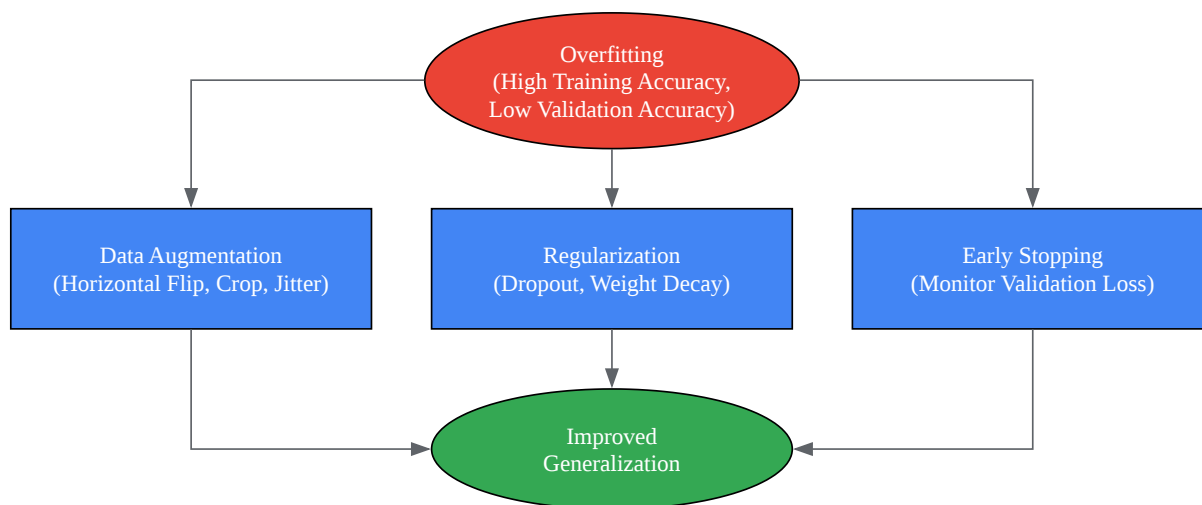 Overfitting
(High Training Accuracy,
Low Validation Accuracy)
Data Augmentation
(Horizontal Flip, Crop, Jitter)
Regularization
(Dropout, Weight Decay)
Early Stopping
(Monitor Validation Loss)
Improved
Generalization